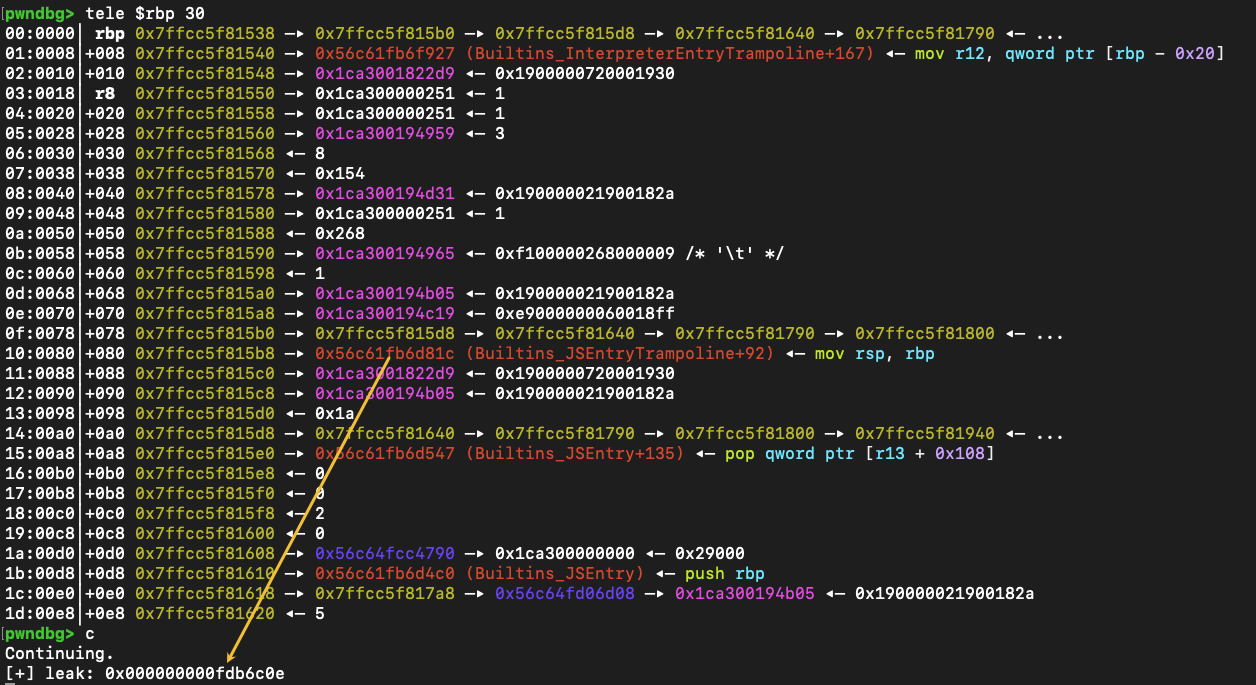 pwndbg> tele $rbp 30
00:0000│ rbp 0x7ffcc5f81538 —▸ 0x7ffcc5f815b0 —▸ 0x7ffcc5f815d8 —▸ 0x7ffcc5f81640 —▸ 0x7ffcc5f81790 ◂— ...
01:0008│+008 0x7ffcc5f81540 —▸ 0x56c61fb6f927 (Builtins_InterpreterEntryTrampoline+167) ◂— mov r12, qword ptr [rbp - 0x20]
02:0010│+010 0x7ffcc5f81548 —▸ 0x1ca3001822d9 ◂— 0x1900000720001930
03:0018│ r8  0x7ffcc5f81550 —▸ 0x1ca300000251 ◂— 1
04:0020│+020 0x7ffcc5f81558 —▸ 0x1ca300000251 ◂— 1
05:0028│+028 0x7ffcc5f81560 —▸ 0x1ca300194959 ◂— 3
06:0030│+030 0x7ffcc5f81568 ◂— 8
07:0038│+038 0x7ffcc5f81570 ◂— 0x154
08:0040│+040 0x7ffcc5f81578 —▸ 0x1ca300194d31 ◂— 0x190000021900182a
09:0048│+048 0x7ffcc5f81580 —▸ 0x1ca300000251 ◂— 1
0a:0050│+050 0x7ffcc5f81588 ◂— 0x268
0b:0058│+058 0x7ffcc5f81590 —▸ 0x1ca300194965 ◂— 0xf100000268000009 /* '\t' */
0c:0060│+060 0x7ffcc5f81598 ◂— 1
0d:0068│+068 0x7ffcc5f815a0 —▸ 0x1ca300194b05 ◂— 0x190000021900182a
0e:0070│+070 0x7ffcc5f815a8 —▸ 0x1ca300194c19 ◂— 0xe9000000060018ff
0f:0078│+078 0x7ffcc5f815b0 —▸ 0x7ffcc5f815d8 —▸ 0x7ffcc5f81640 —▸ 0x7ffcc5f81790 —▸ 0x7ffcc5f81800 ◂— ...
10:0080│+080 0x7ffcc5f815b8 —▸ 0x56c61fb6d81c (Builtins_JSEntryTrampoline+92) ◂— mov rsp, rbp
11:0088│+088 0x7ffcc5f815c0 —▸ 0x1ca3001822d9 ◂— 0x1900000720001930
12:0090│+090 0x7ffcc5f815c8 —▸ 0x1ca300194b05 ◂— 0x190000021900182a
13:0098│+098 0x7ffcc5f815d0 ◂— 0x1a
14:00a0│+0a0 0x7ffcc5f815d8 —▸ 0x7ffcc5f81640 —▸ 0x7ffcc5f81790 —▸ 0x7ffcc5f81800 —▸ 0x7ffcc5f81940 ◂— ...
15:00a8│+0a8 0x7ffcc5f815e0 —▸ 0x56c61fb6d547 (Builtins_JSEntry+135) ◂— pop qword ptr [r13 + 0x108]
16:00b0│+0b0 0x7ffcc5f815e8 ◂— 0
17:00b8│+0b8 0x7ffcc5f815f0 ◂— 0
18:00c0│+0c0 0x7ffcc5f815f8 ◂— 2
19:00c8│+0c8 0x7ffcc5f81600 ◂— 0
1a:00d0│+0d0 0x7ffcc5f81608 —▸ 0x56c64fcc4790 —▸ 0x1ca300000000 ◂— 0x29000
1b:00d8│+0d8 0x7ffcc5f81610 —▸ 0x56c61fb6d4c0 (Builtins_JSEntry) ◂— push rbp
1c:00e0│+0e0 0x7ffcc5f81618 —▸ 0x7ffcc5f817a8 —▸ 0x56c64fd06d08 —▸ 0x1ca300194b05 ◂— 0x190000021900182a
1d:00e8│+0e8 0x7ffcc5f81620 ◂— 5
pwndbg> c
Continuing.
[+] leak: 0x000000000fdb6c0e